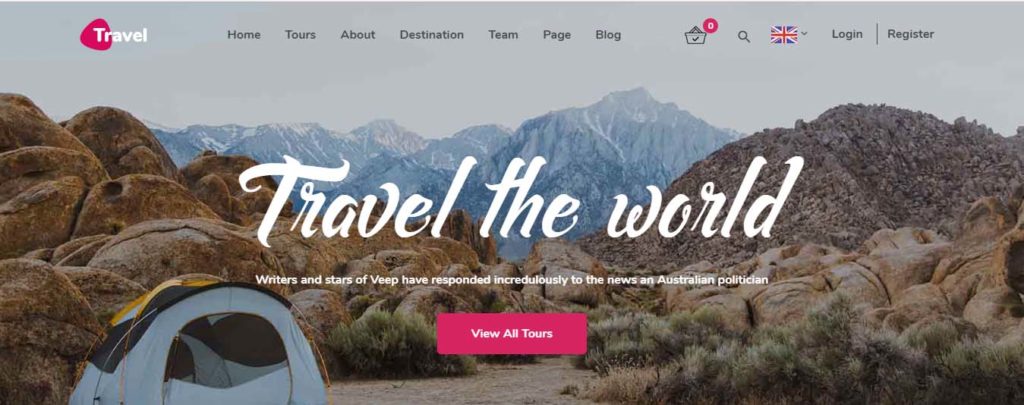 Travel
Home Tours About Destination Team Page Blog 0 Login Register
Travel the world
Writers and stars of Veep have responded incredulously to the news an Australian politician
View All Tours